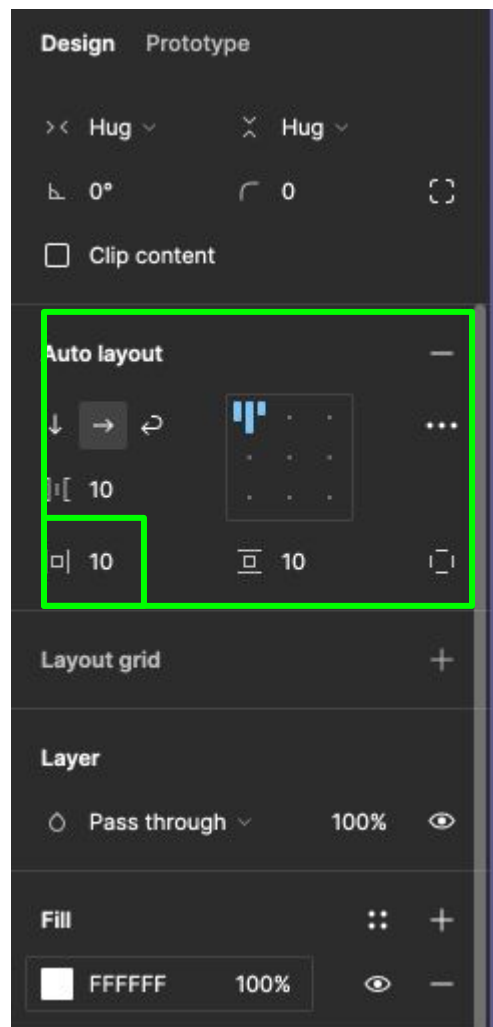 Design Prototype
Hug Hug
0° 0
Clip content
Auto layout
10
10 10
Layout grid
Layer
Pass through 100%
Fill
FFFFFF 100%